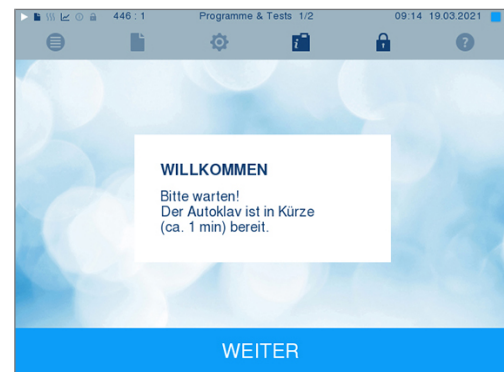 446 : 1 Programme & Tests 1/2 09:14 19.03.2021
WILLKOMMEN
Bitte warten!
Der Autoklav ist in Kürze
(ca. 1 min) bereit.
WEITER